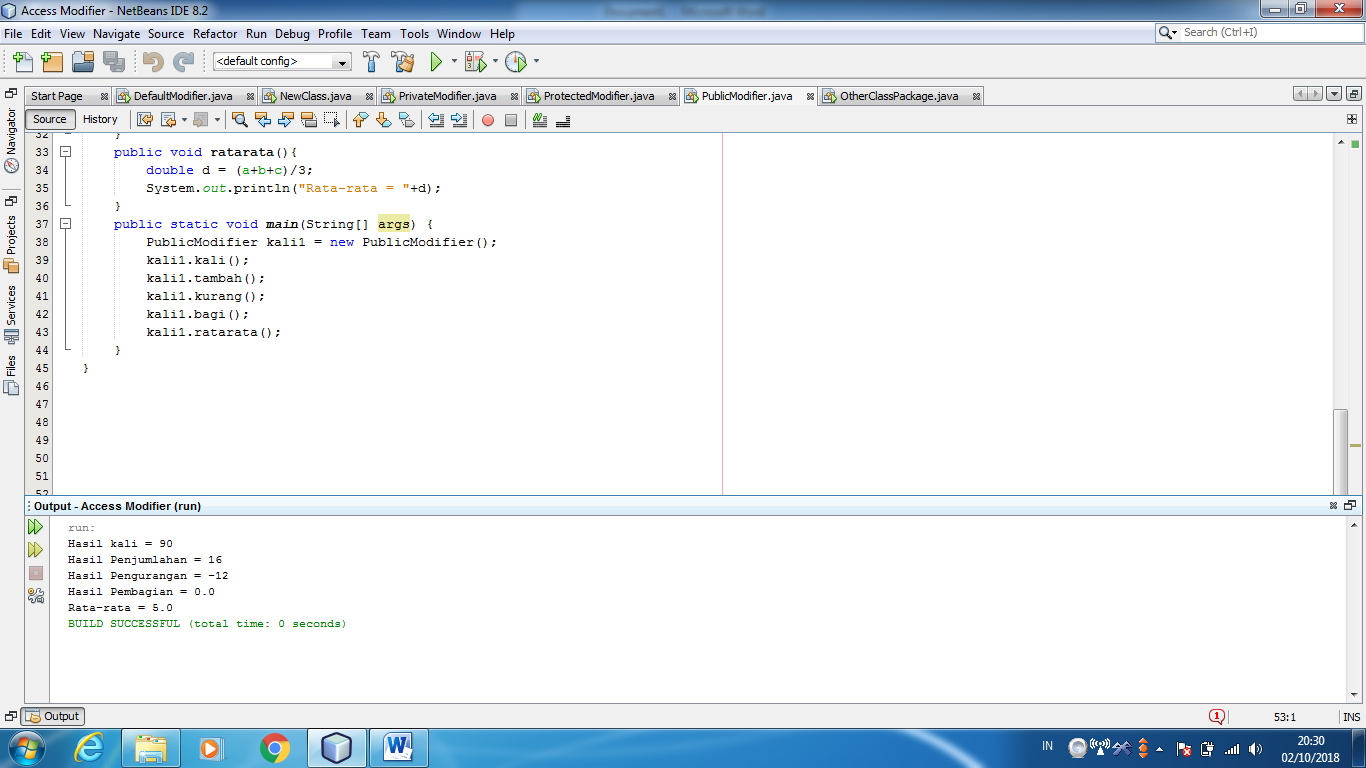 Access Modifier - NetBeans IDE 8.2
File Edit View Navigate Source Refactor Run Debug Profile Team Tools Window Help
Search (Ctrl+I)
<default config>
Start Page DefaultModifier.java NewClass.java PrivateModifier.java ProtectedModifier.java PublicModifier.java OtherClassPackage.java
Source History
Navigator
Projects
Services
Files
32 }
33 public void ratarata(){
34 double d = (a+b+c)/3;
35 System.out.println("Rata-rata = "+d);
36 }
37 public static void main(String[] args) {
38 PublicModifier kali1 = new PublicModifier();
39 kali1.kali();
40 kali1.tambah();
41 kali1.kurang();
42 kali1.bagi();
43 kali1.ratarata();
44 }
45 }
46
47
48
49
50
51
52
Output - Access Modifier (run)
run:
Hasil kali = 90
Hasil Penjumlahan = 16
Hasil Pengurangan = -12
Hasil Pembagian = 0.0
Rata-rata = 5.0
BUILD SUCCESSFUL (total time: 0 seconds)
Output
1
53:1 INS
IN
20:30
02/10/2018